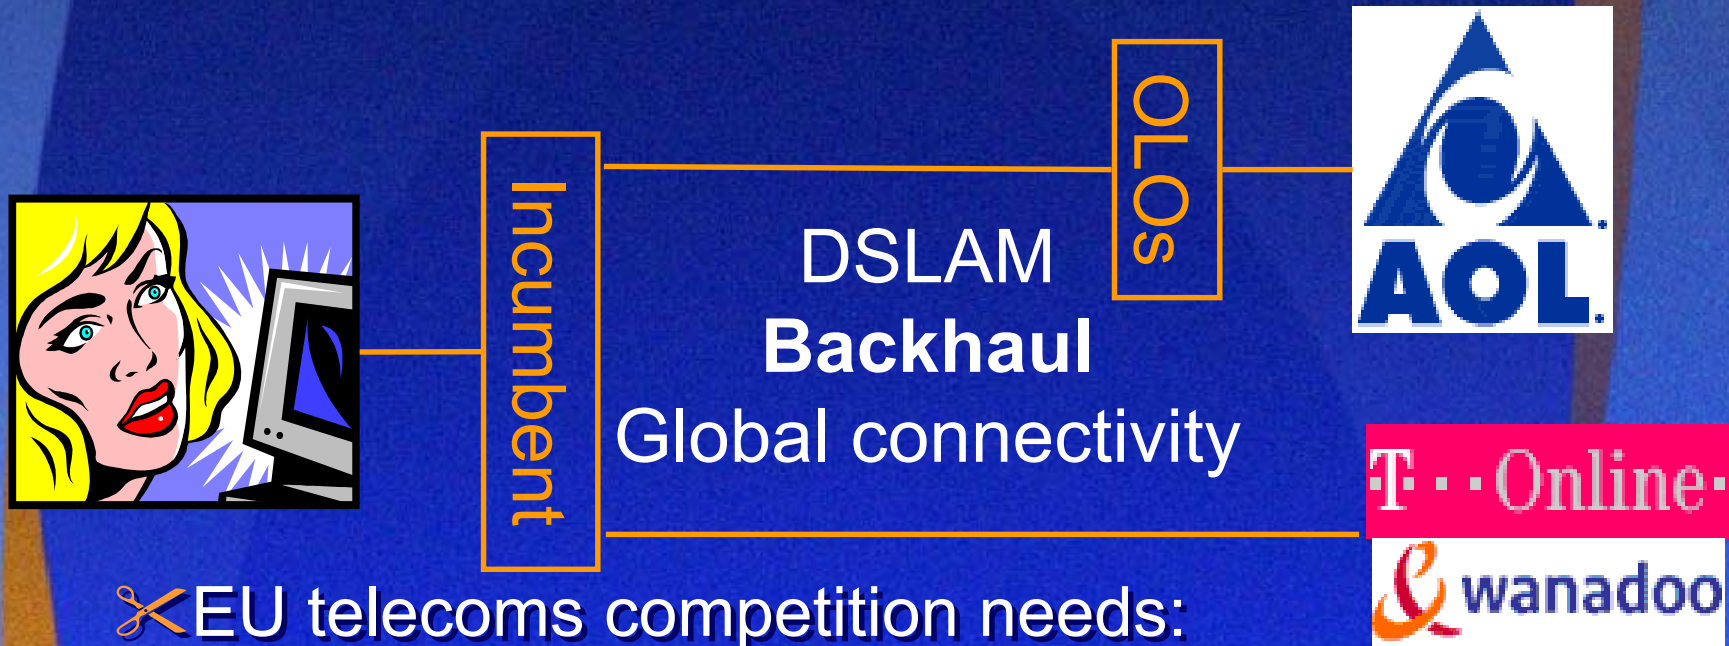 OLOs
Incumbent
DSLAM
Backhaul
Global connectivity
AOL.
T · · Online ·
wanadoo
EU telecoms competition needs: